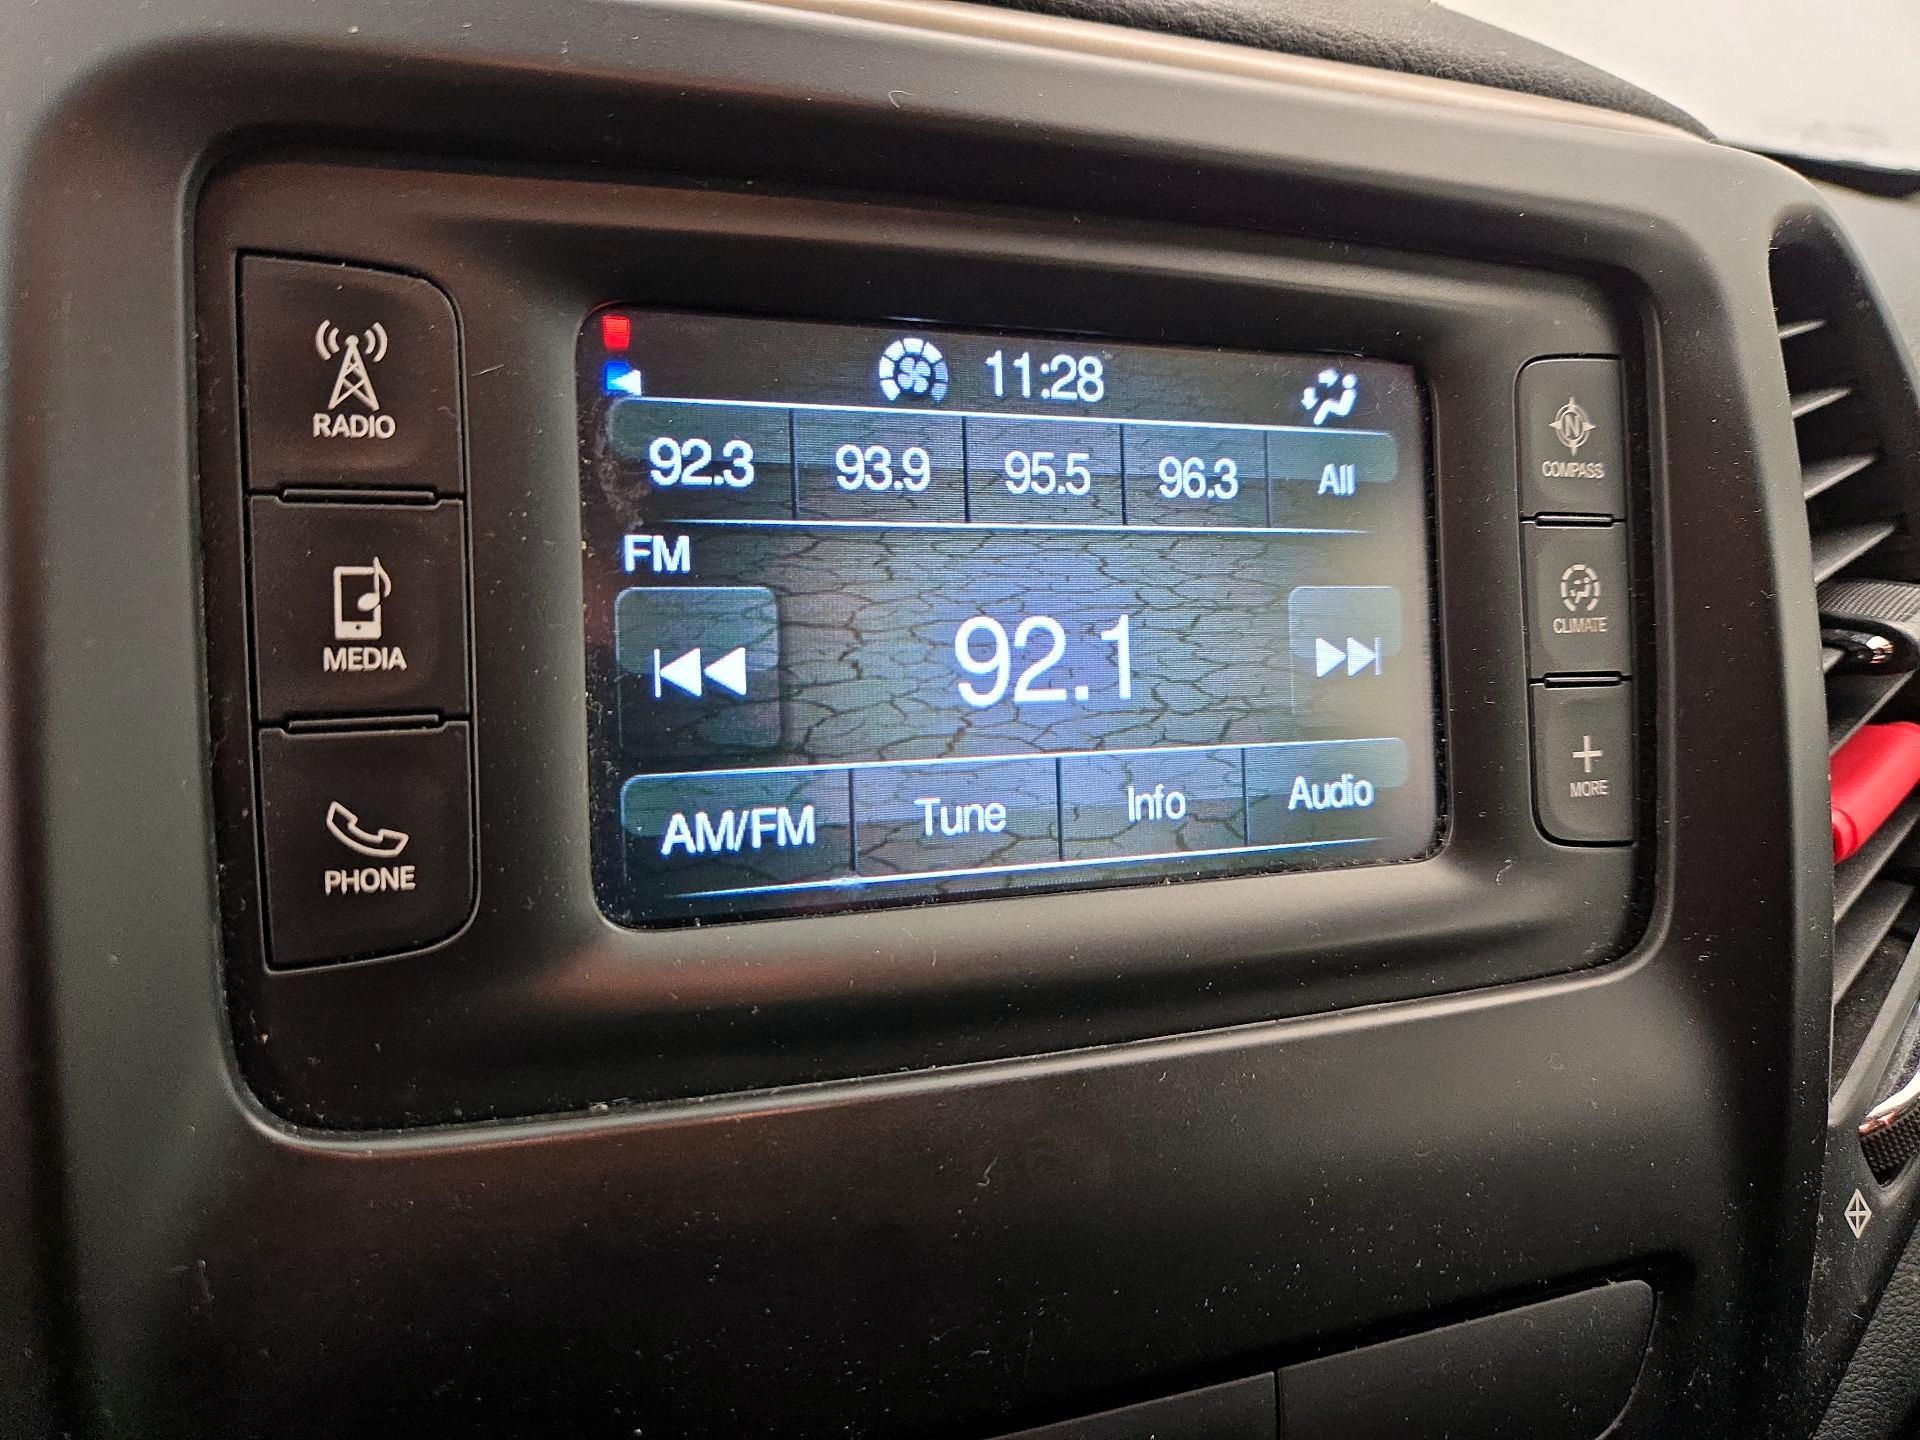 RADIO
MEDIA
PHONE
11:28
92.3 93.9 95.5 96.3 All
FM
92.1
AM/FM Tune Info Audio
N
COMPASS
CLIMATE
+
MORE